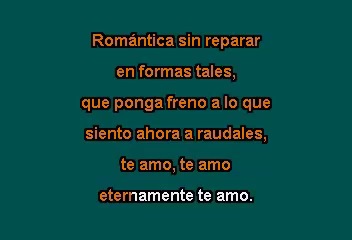 Romántica sin reparar
en formas tales,
que ponga freno a lo que
siento ahora a raudales,
te amo, te amo
eternamente te amo.